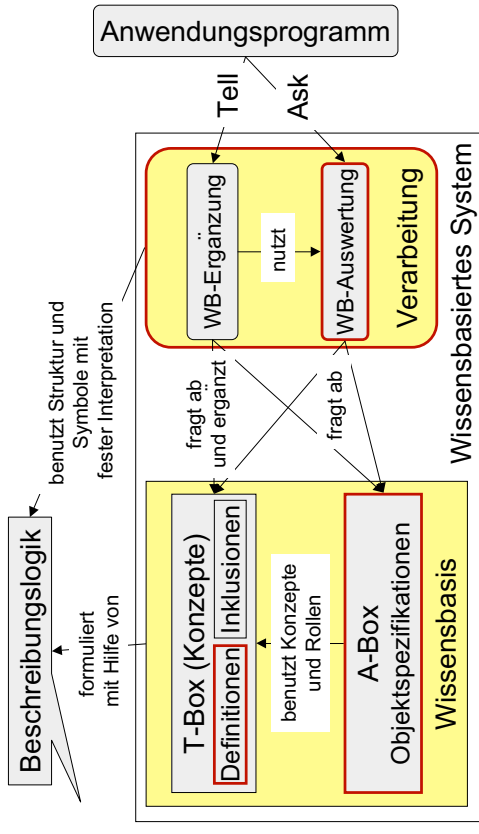 Beschreibungslogik
benutzt Struktur und
Symbole mit
fester Interpretation
formuliert
mit Hilfe von
T-Box (Konzepte)
Definitionen
Inklusionen
benutzt Konzepte
und Rollen
A-Box
Objektspezifikationen
Wissensbasis
fragt ab
und ergänzt
fragt ab
WB-Ergänzung
nutzt
WB-Auswertung
Verarbeitung
Wissensbasiertes System
Tell
Ask
Anwendungsprogramm